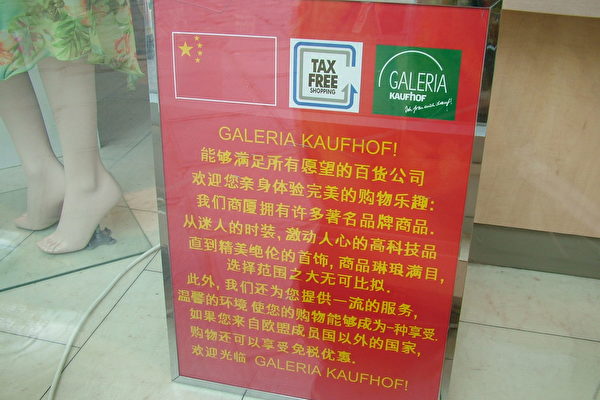 TAX
FREE
SHOPPING
GALERIA
KAUFHOF
GALERIA KAUFHOF!
能够满足所有愿望的百货公司
欢迎您亲身体验完美的购物乐趣:
我们商厦拥有许多著名品牌商品.
从迷人的时装,激动人心的高科技品
直到精美绝伦的首饰,商品琳琅满目,
选择范围之大无可比拟.
此外,我们还为您提供一流的服务,
温馨的环境 使您的购物能够成为一种享受.
如果您来自欧盟成员国以外的国家,
购物还可以享受免税优惠.
欢迎光临 GALERIA KAUFHOF!